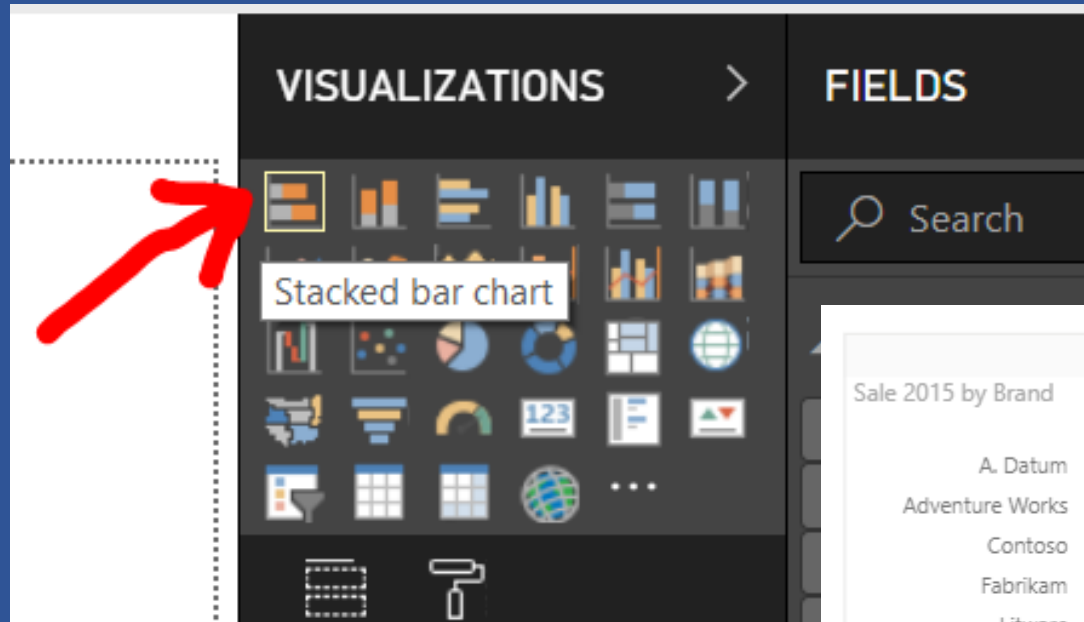 VISUALIZATIONS
FIELDS
Search
Stacked bar chart
123
Sale 2015 by Brand
A. Datum
Adventure Works
Contoso
Fabrikam